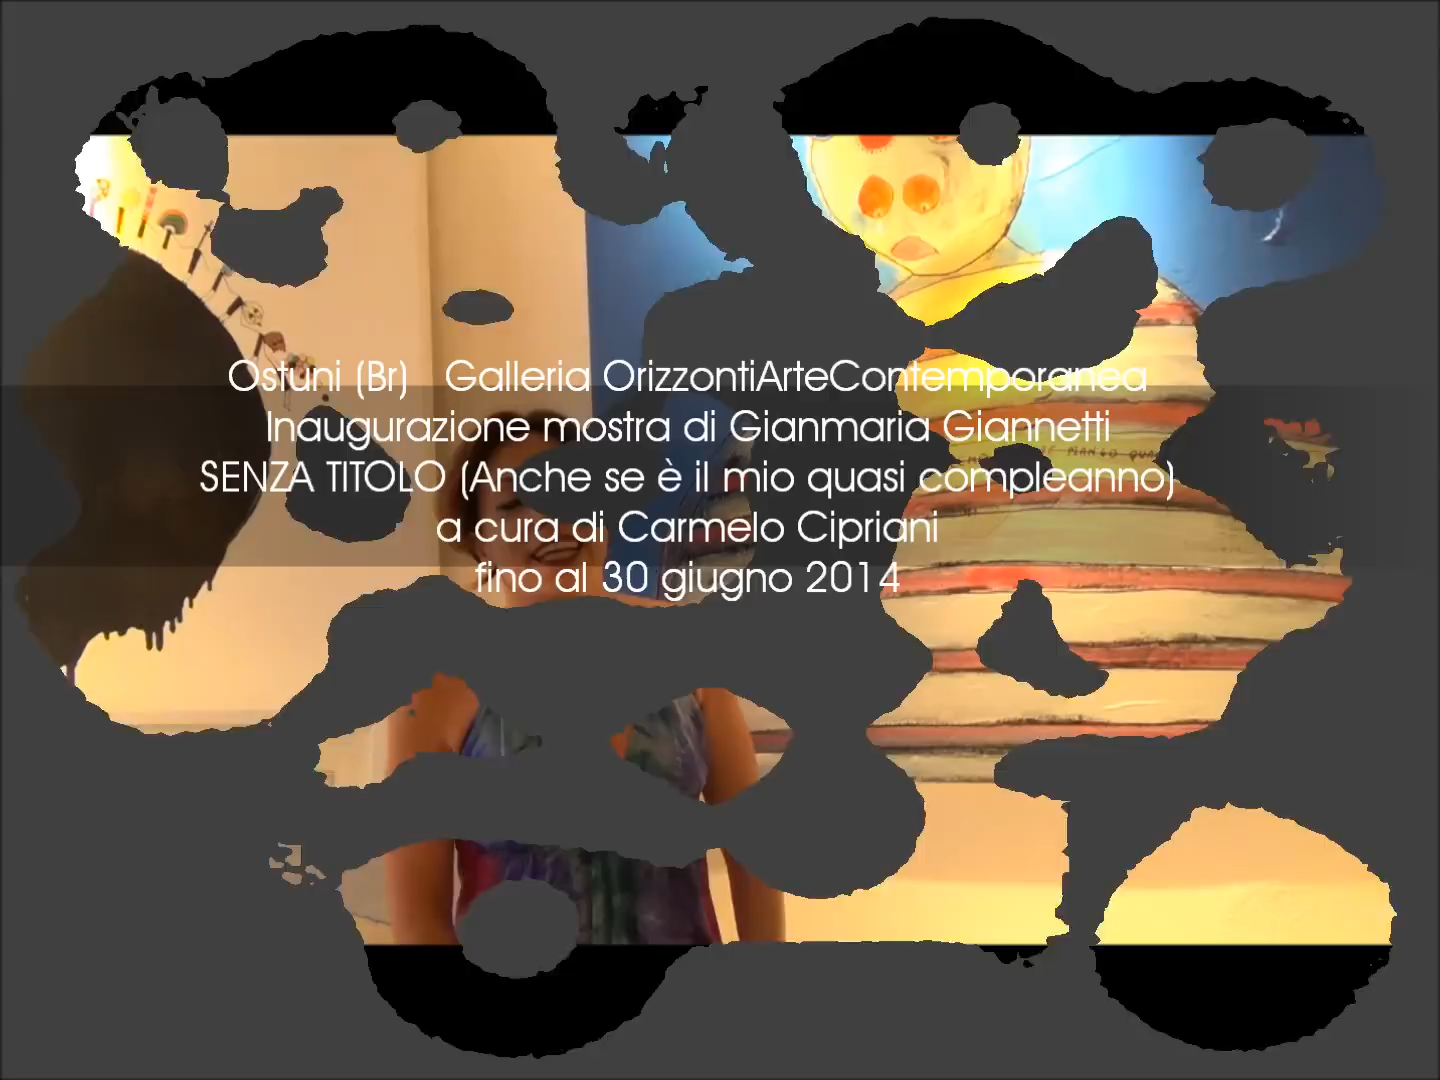 Ostuni (Br)   Galleria OrizzontiArteContemporanea
Inaugurazione mostra di Gianmaria Giannetti
SENZA TITOLO (Anche se è il mio quasi compleanno)
a cura di Carmelo Cipriani
fino al 30 giugno 2014